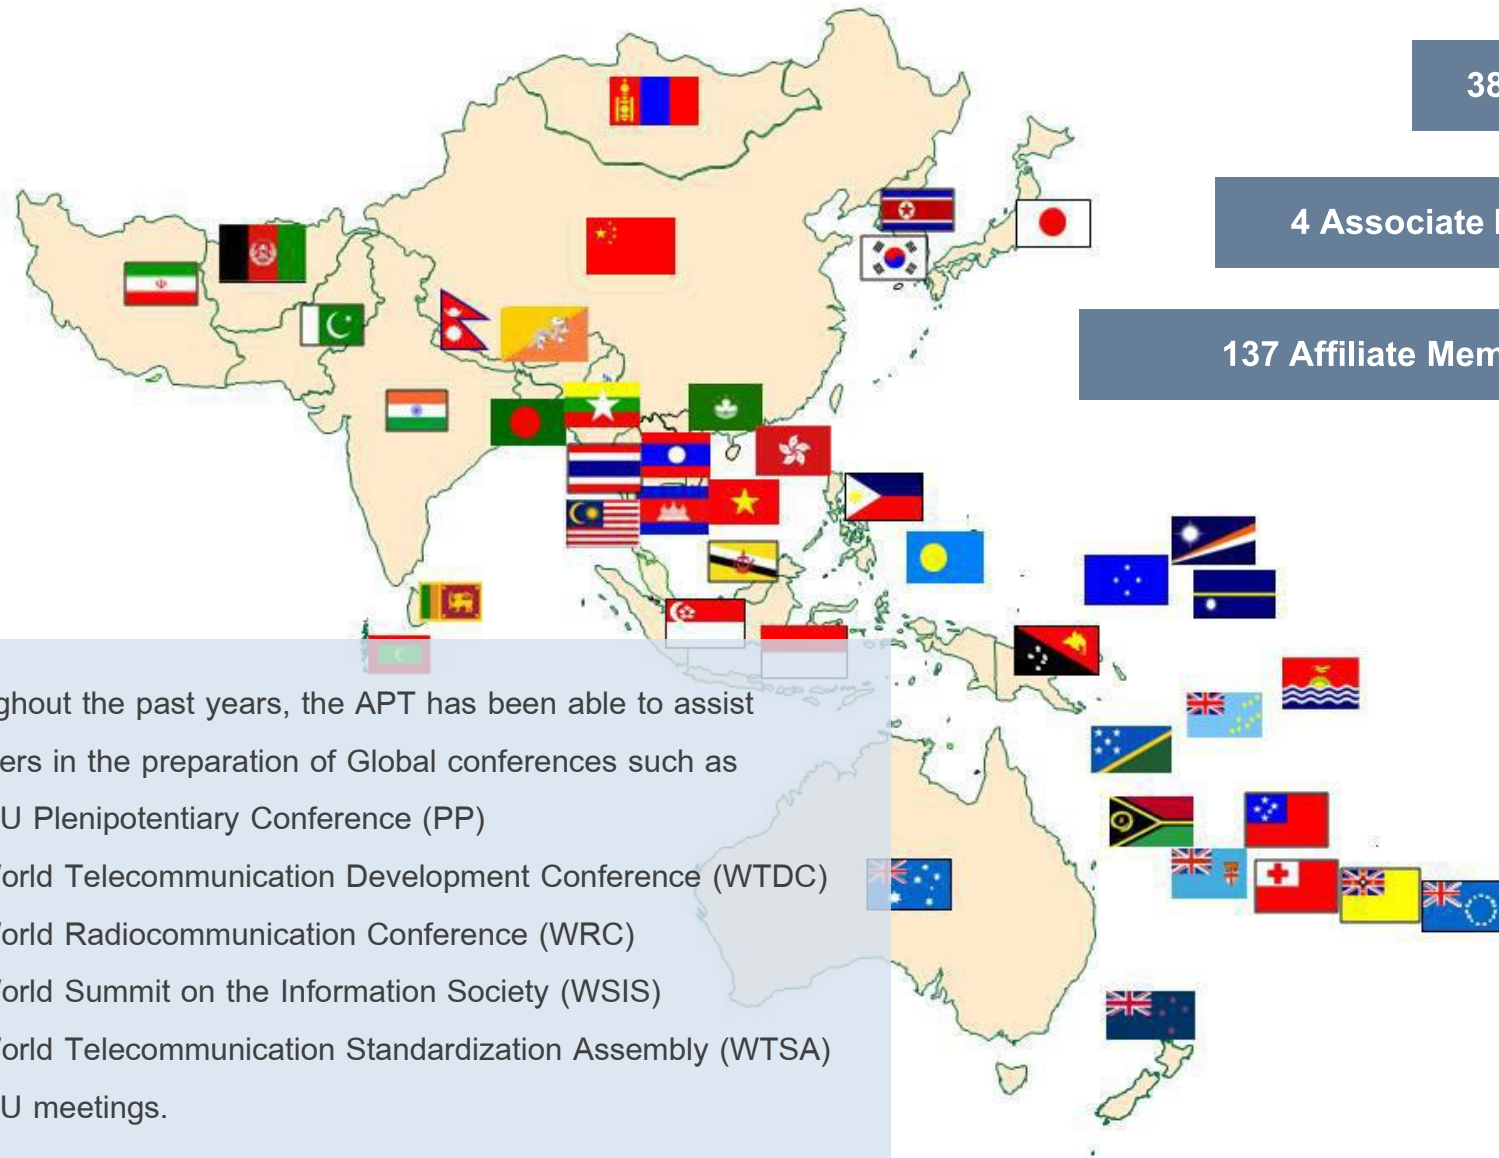 38
4 Associate
137 Affiliate Mem
ghout the past years, the APT has been able to assist
ers in the preparation of Global conferences such as
U Plenipotentiary Conference (PP)
orld Telecommunication Development Conference (WTDC)
orld Radiocommunication Conference (WRC)
orld Summit on the Information Society (WSIS)
orld Telecommunication Standardization Assembly (WTSA)
U meetings.